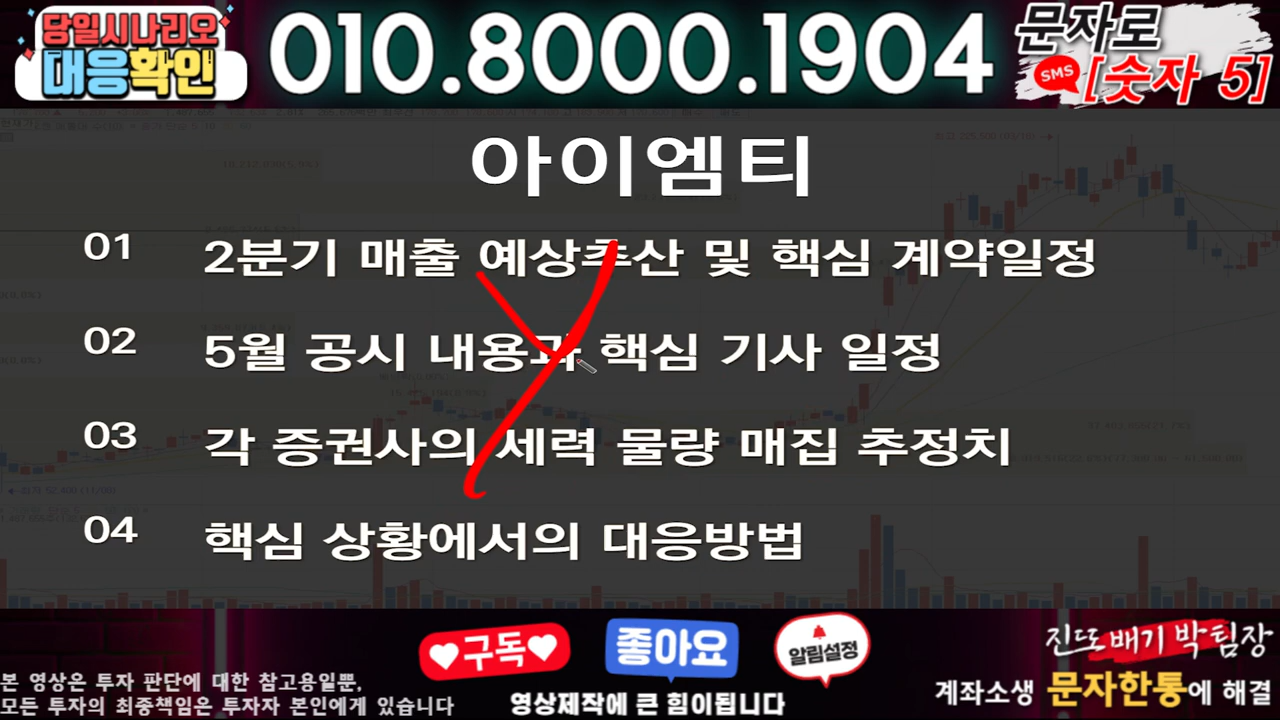 당일시나리오
대응확인
010.8000.1904
문자로
SMS
[숫자 5]
아이엠티
01 2분기 매출 예상추산 및 핵심 계약일정
02 5월 공시 내용과 핵심 기사 일정
03 각 증권사의 세력 물량 매집 추정치
04 핵심 상황에서의 대응방법
구독
좋아요
알림설정
영상제작에 큰 힘이됩니다
본 영상은 투자 판단에 대한 참고용일뿐,
모든 투자의 최종책임은 투자자 본인에게 있습니다
진또배기 박팀장
계좌소생 문자한통에 해결